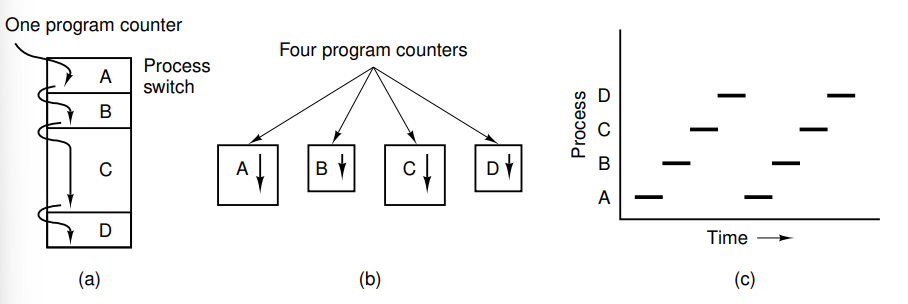 One program counter
Process
switch
A
B
C
D
(a)
Four program counters
A
B
C
D
(b)
Process
D
C
B
A
Time
(c)